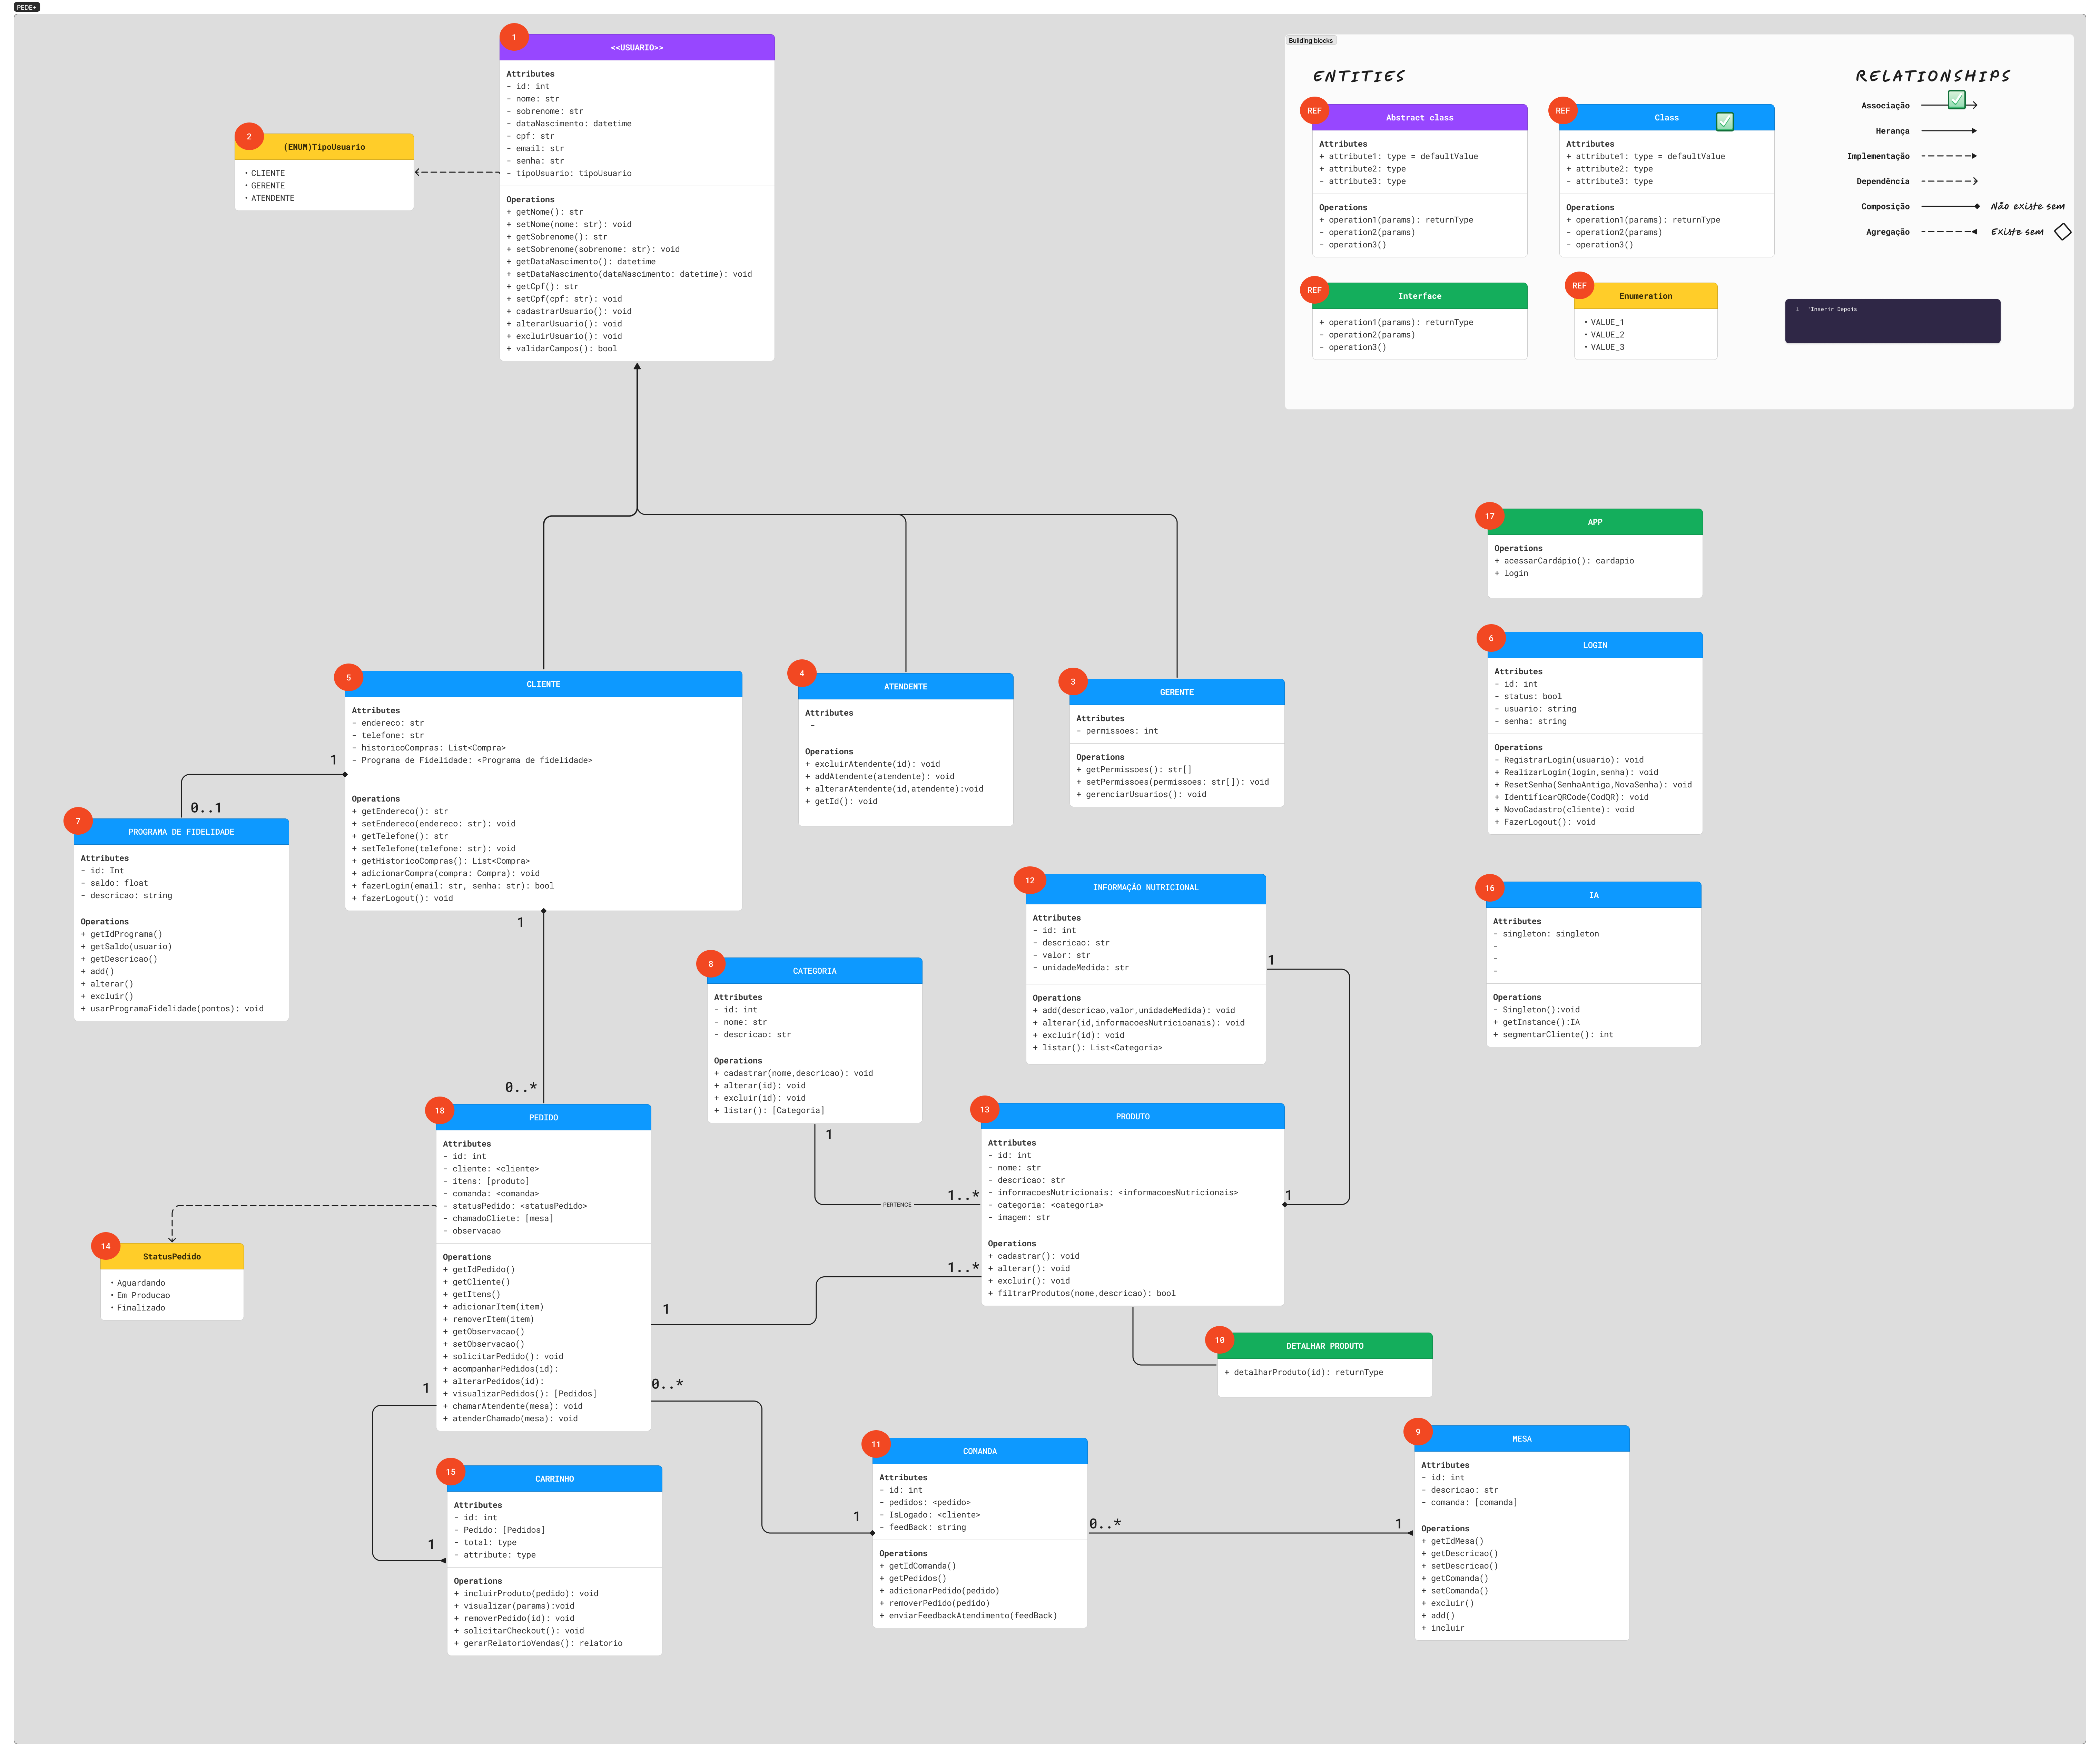 PEDE+
1
<<USUARIO>>
Attributes
- id: int
- nome: str
- sobrenome: str
- dataNascimento: datetime
- cpf: str
- email: str
- senha: str
- tipoUsuario: tipoUsuario
Operations
+ getNome(): str
+ setNome(nome: str): void
+ getSobrenome(): str
+ setSobrenome(sobrenome: str): void
+ getDataNascimento(): datetime
+ setDataNascimento(dataNascimento: datetime): void
+ getCpf(): str
+ setCpf(cpf: str): void
+ cadastrarUsuario(): void
+ alterarUsuario(): void
+ excluirUsuario(): void
+ validarCampos(): bool
2
(ENUM)TipoUsuario
• CLIENTE
• GERENTE
• ATENDENTE
Building blocks
ENTITIES
REF
Abstract class
Attributes
+ attribute1: type = defaultValue
+ attribute2: type
- attribute3: type
Operations
+ operation1(params): returnType
- operation2(params)
- operation3()
REF
Class
Attributes
+ attribute1: type = defaultValue
+ attribute2: type
- attribute3: type
Operations
+ operation1(params): returnType
- operation2(params)
- operation3()
REF
Interface
+ operation1(params): returnType
- operation2(params)
- operation3()
REF
Enumeration
• VALUE_1
• VALUE_2
• VALUE_3
RELATIONSHIPS
Associação
Herança
Implementação
Dependência
Composição Não existe sem
Agregação Existe sem
1 "Inserir Depois
17
APP
Operations
+ acessarCardápio(): cardapio
+ login
6
LOGIN
Attributes
- id: int
- status: bool
- usuario: string
- senha: string
Operations
- RegistrarLogin(usuario): void
+ RealizarLogin(login,senha): void
+ ResetSenha(SenhaAntiga,NovaSenha): void
+ IdentificarQRCode(CodQR): void
+ NovoCadastro(cliente): void
+ FazerLogout(): void
5
CLIENTE
Attributes
- endereco: str
- telefone: str
- historicoCompras: List<Compra>
- Programa de Fidelidade: <Programa de fidelidade>
Operations
+ getEndereco(): str
+ setEndereco(endereco: str): void
+ getTelefone(): str
+ setTelefone(telefone: str): void
+ getHistoricoCompras(): List<Compra>
+ adicionarCompra(compra: Compra): void
+ fazerLogin(email: str, senha: str): bool
+ fazerLogout(): void
4
ATENDENTE
Attributes
-
Operations
+ excluirAtendente(id): void
+ addAtendente(atendente): void
+ alterarAtendente(id,atendente):void
+ getId(): void
3
GERENTE
Attributes
- permissoes: int
Operations
+ getPermissoes(): str[]
+ setPermissoes(permissoes: str[]): void
+ gerenciarUsuarios(): void
1
0..1
7
PROGRAMA DE FIDELIDADE
Attributes
- id: Int
- saldo: float
- descricao: string
Operations
+ getIdPrograma()
+ getSaldo(usuario)
+ getDescricao()
+ add()
+ alterar()
+ excluir()
+ usarProgramaFidelidade(pontos): void
1
0..*
12
INFORMAÇÃO NUTRICIONAL
Attributes
- id: int
- descricao: str
- valor: str
- unidadeMedida: str
Operations
+ add(descricao,valor,unidadeMedida): void
+ alterar(id,informacoesNutricioanais): void
+ excluir(id): void
+ listar(): List<Categoria>
1
16
IA
Attributes
- singleton: singleton
-
-
-
Operations
- Singleton():void
+ getInstance():IA
+ segmentarCliente(): int
8
CATEGORIA
Attributes
- id: int
- nome: str
- descricao: str
Operations
+ cadastrar(nome,descricao): void
+ alterar(id): void
+ excluir(id): void
+ listar(): [Categoria]
1
PERTENCE
1..*
18
PEDIDO
Attributes
- id: int
- cliente: <cliente>
- itens: [produto]
- comanda: <comanda>
- statusPedido: <statusPedido>
- chamadoCliete: [mesa]
- observacao
Operations
+ getIdPedido()
+ getCliente()
+ getItens()
+ adicionarItem(item)
+ removerItem(item)
+ getObservacao()
+ setObservacao()
+ solicitarPedido(): void
+ acompanharPedidos(id):
+ alterarPedidos(id):
+ visualizarPedidos(): [Pedidos]
+ chamarAtendente(mesa): void
+ atenderChamado(mesa): void
13
PRODUTO
Attributes
- id: int
- nome: str
- descricao: str
- informacoesNutricionais: <informacoesNutricionais>
- categoria: <categoria>
- imagem: str
Operations
+ cadastrar(): void
+ alterar(): void
+ excluir(): void
+ filtrarProdutos(nome,descricao): bool
1
1..*
1
14
StatusPedido
• Aguardando
• Em Producao
• Finalizado
10
DETALHAR PRODUTO
+ detalharProduto(id): returnType
1
0..*
1
1
15
CARRINHO
Attributes
- id: int
- Pedido: [Pedidos]
- total: type
- attribute: type
Operations
+ incluirProduto(pedido): void
+ visualizar(params):void
+ removerPedido(id): void
+ solicitarCheckout(): void
+ gerarRelatorioVendas(): relatorio
11
COMANDA
Attributes
- id: int
- pedidos: <pedido>
- IsLogado: <cliente>
- feedBack: string
Operations
+ getIdComanda()
+ getPedidos()
+ adicionarPedido(pedido)
+ removerPedido(pedido)
+ enviarFeedbackAtendimento(feedBack)
0..*
1
9
MESA
Attributes
- id: int
- descricao: str
- comanda: [comanda]
Operations
+ getIdMesa()
+ getDescricao()
+ setDescricao()
+ getComanda()
+ setComanda()
+ excluir()
+ add()
+ incluir